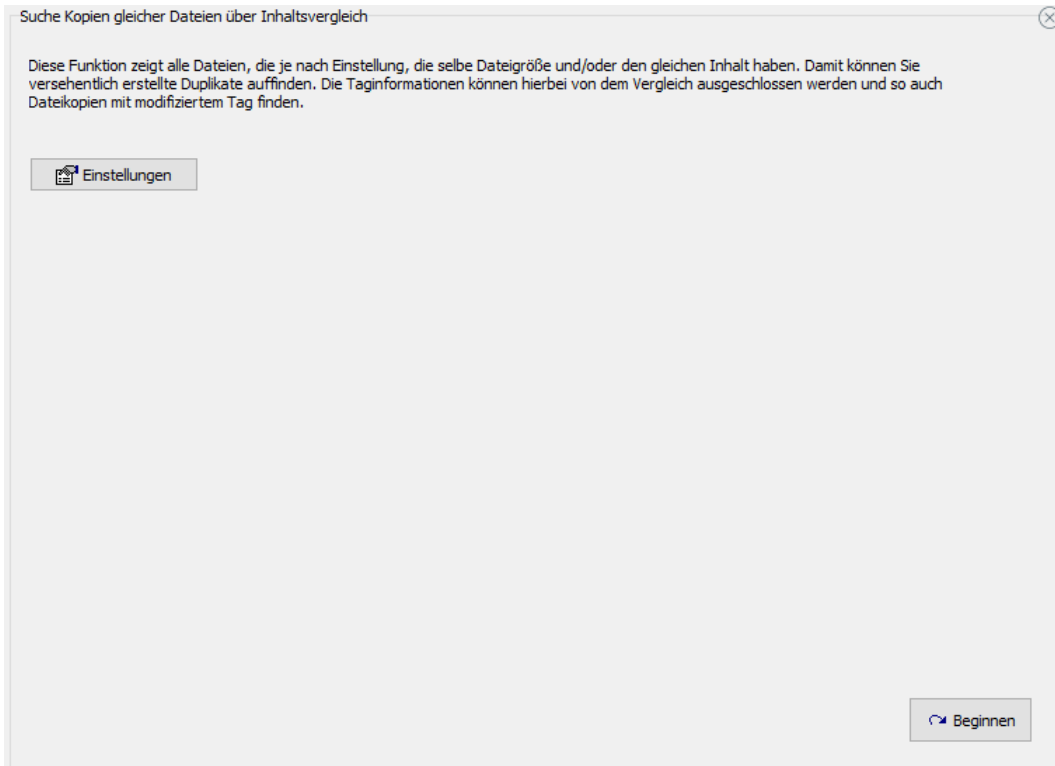 Suche Kopien gleicher Dateien über Inhaltsvergleich
Diese Funktion zeigt alle Dateien, die je nach Einstellung, die selbe Dateigröße und/oder den gleichen Inhalt haben. Damit können Sie
versehentlich erstellte Duplikate auffinden. Die Taginformationen können hierbei von dem Vergleich ausgeschlossen werden und so auch
Dateikopien mit modifiziertem Tag finden.
Einstellungen
Beginnen